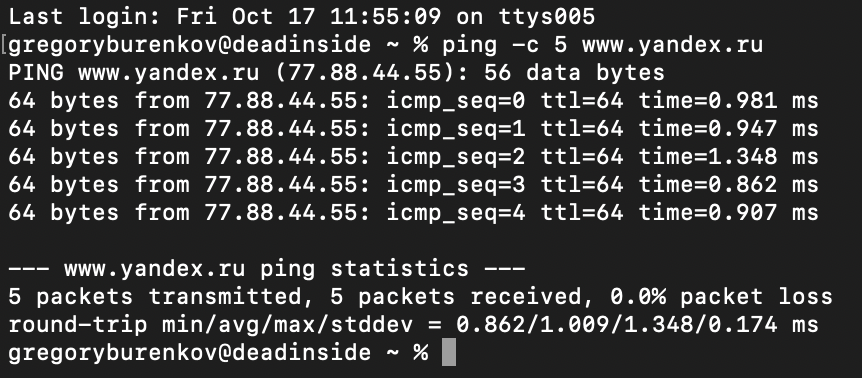 Last login: Fri Oct 17 11:55:09 on ttys005
[gregoryburenkov@deadinside ~ % ping -c 5 www.yandex.ru
PING www.yandex.ru (77.88.44.55): 56 data bytes
64 bytes from 77.88.44.55: icmp_seq=0 ttl=64 time=0.981 ms
64 bytes from 77.88.44.55: icmp_seq=1 ttl=64 time=0.947 ms
64 bytes from 77.88.44.55: icmp_seq=2 ttl=64 time=1.348 ms
64 bytes from 77.88.44.55: icmp_seq=3 ttl=64 time=0.862 ms
64 bytes from 77.88.44.55: icmp_seq=4 ttl=64 time=0.907 ms
--- www.yandex.ru ping statistics ---
5 packets transmitted, 5 packets received, 0.0% packet loss
round-trip min/avg/max/stddev = 0.862/1.009/1.348/0.174 ms
gregoryburenkov@deadinside ~ %